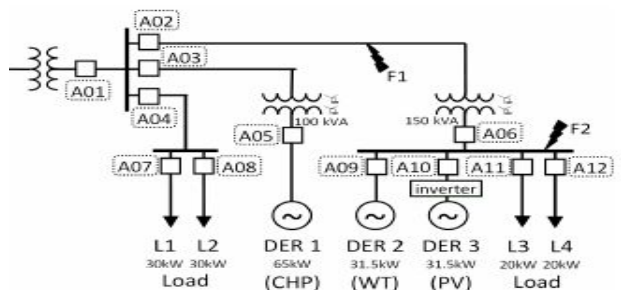 A02
A03
A01
A04
F1
100 kVA
150 kVA
A05
A06
F2
A07
A08
A09
A10
A11
A12
inverter
L1 L2 DER 1 DER 2 DER 3 L3 L4
30kW 30kW 65kW 31.5kW 31.5kW 20kW 20kW
Load (CHP) (WT) (PV) Load